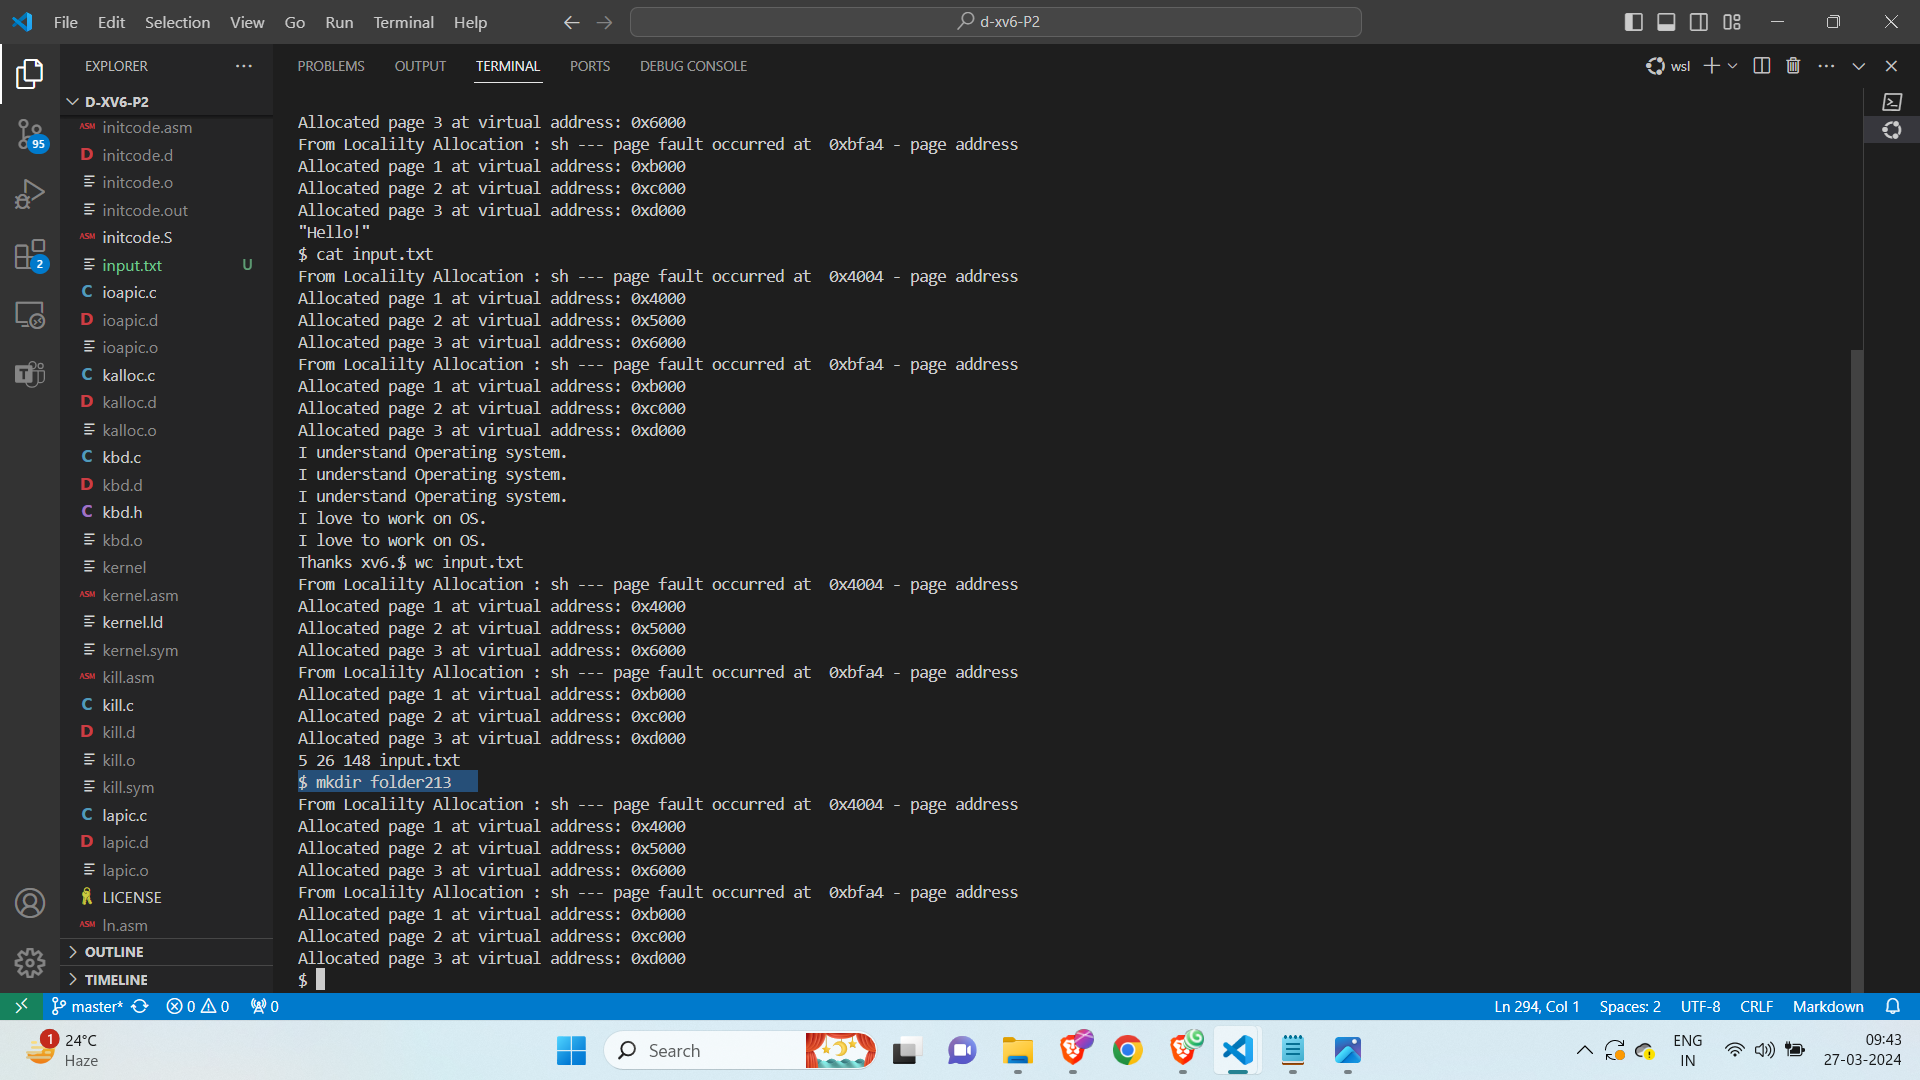 File Edit Selection View Go Run Terminal Help
d-xv6-P2
EXPLORER
PROBLEMS OUTPUT TERMINAL PORTS DEBUG CONSOLE
wsl
D-XV6-P2
95
2
ASM initcode.asm
D initcode.d
initcode.o
initcode.out
ASM initcode.S
input.txt U
C ioapic.c
D ioapic.d
ioapic.o
C kalloc.c
D kalloc.d
kalloc.o
C kbd.c
D kbd.d
C kbd.h
kbd.o
kernel
ASM kernel.asm
kernel.ld
kernel.sym
ASM kill.asm
C kill.c
D kill.d
kill.o
kill.sym
C lapic.c
D lapic.d
lapic.o
LICENSE
ASM ln.asm
OUTLINE
TIMELINE
Allocated page 3 at virtual address: 0x6000
From Localilty Allocation : sh --- page fault occurred at  0xbfa4 - page address
Allocated page 1 at virtual address: 0xb000
Allocated page 2 at virtual address: 0xc000
Allocated page 3 at virtual address: 0xd000
"Hello!"
$ cat input.txt
From Localilty Allocation : sh --- page fault occurred at  0x4004 - page address
Allocated page 1 at virtual address: 0x4000
Allocated page 2 at virtual address: 0x5000
Allocated page 3 at virtual address: 0x6000
From Localilty Allocation : sh --- page fault occurred at  0xbfa4 - page address
Allocated page 1 at virtual address: 0xb000
Allocated page 2 at virtual address: 0xc000
Allocated page 3 at virtual address: 0xd000
I understand Operating system.
I understand Operating system.
I understand Operating system.
I love to work on OS.
I love to work on OS.
Thanks xv6.$ wc input.txt
From Localilty Allocation : sh --- page fault occurred at  0x4004 - page address
Allocated page 1 at virtual address: 0x4000
Allocated page 2 at virtual address: 0x5000
Allocated page 3 at virtual address: 0x6000
From Localilty Allocation : sh --- page fault occurred at  0xbfa4 - page address
Allocated page 1 at virtual address: 0xb000
Allocated page 2 at virtual address: 0xc000
Allocated page 3 at virtual address: 0xd000
5 26 148 input.txt
$ mkdir folder213
From Localilty Allocation : sh --- page fault occurred at  0x4004 - page address
Allocated page 1 at virtual address: 0x4000
Allocated page 2 at virtual address: 0x5000
Allocated page 3 at virtual address: 0x6000
From Localilty Allocation : sh --- page fault occurred at  0xbfa4 - page address
Allocated page 1 at virtual address: 0xb000
Allocated page 2 at virtual address: 0xc000
Allocated page 3 at virtual address: 0xd000
$
master* 0 0 0 Ln 294, Col 1 Spaces: 2 UTF-8 CRLF Markdown
1 24°C
Haze
Search
ENG
IN
09:43
27-03-2024